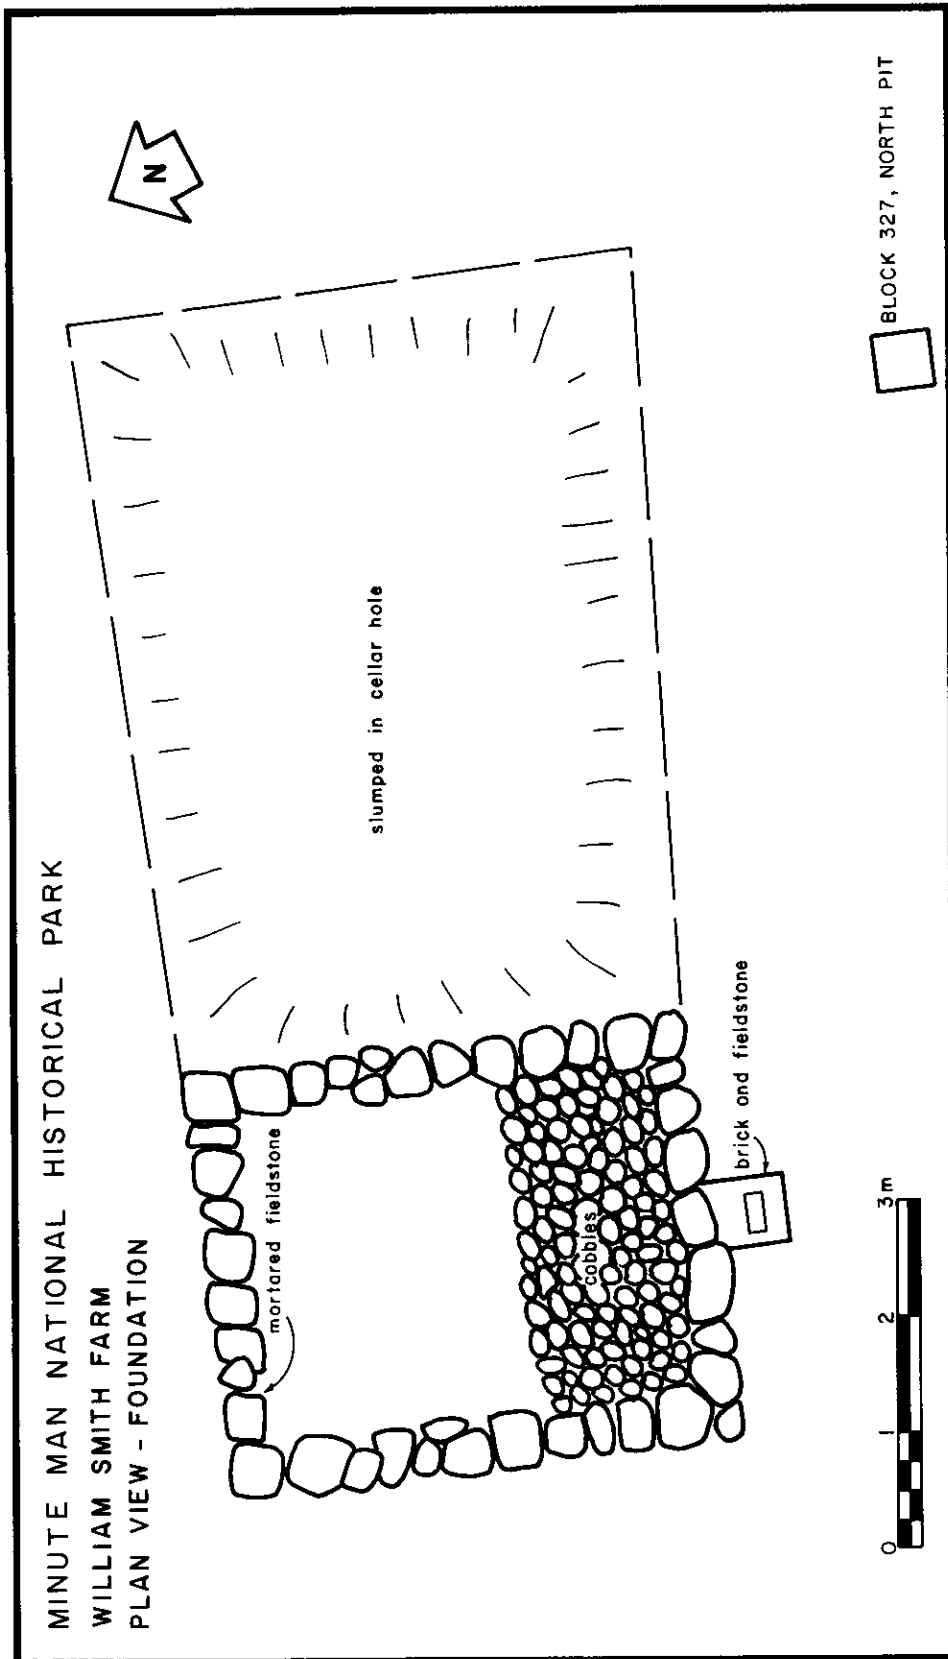 MINUTE MAN NATIONAL HISTORICAL PARK
WILLIAM SMITH FARM
PLAN VIEW - FOUNDATION
N
mortared fieldstone
slumped in cellar hole
cobbles
brick and fieldstone
BLOCK 327, NORTH PIT
0 1 2 3m